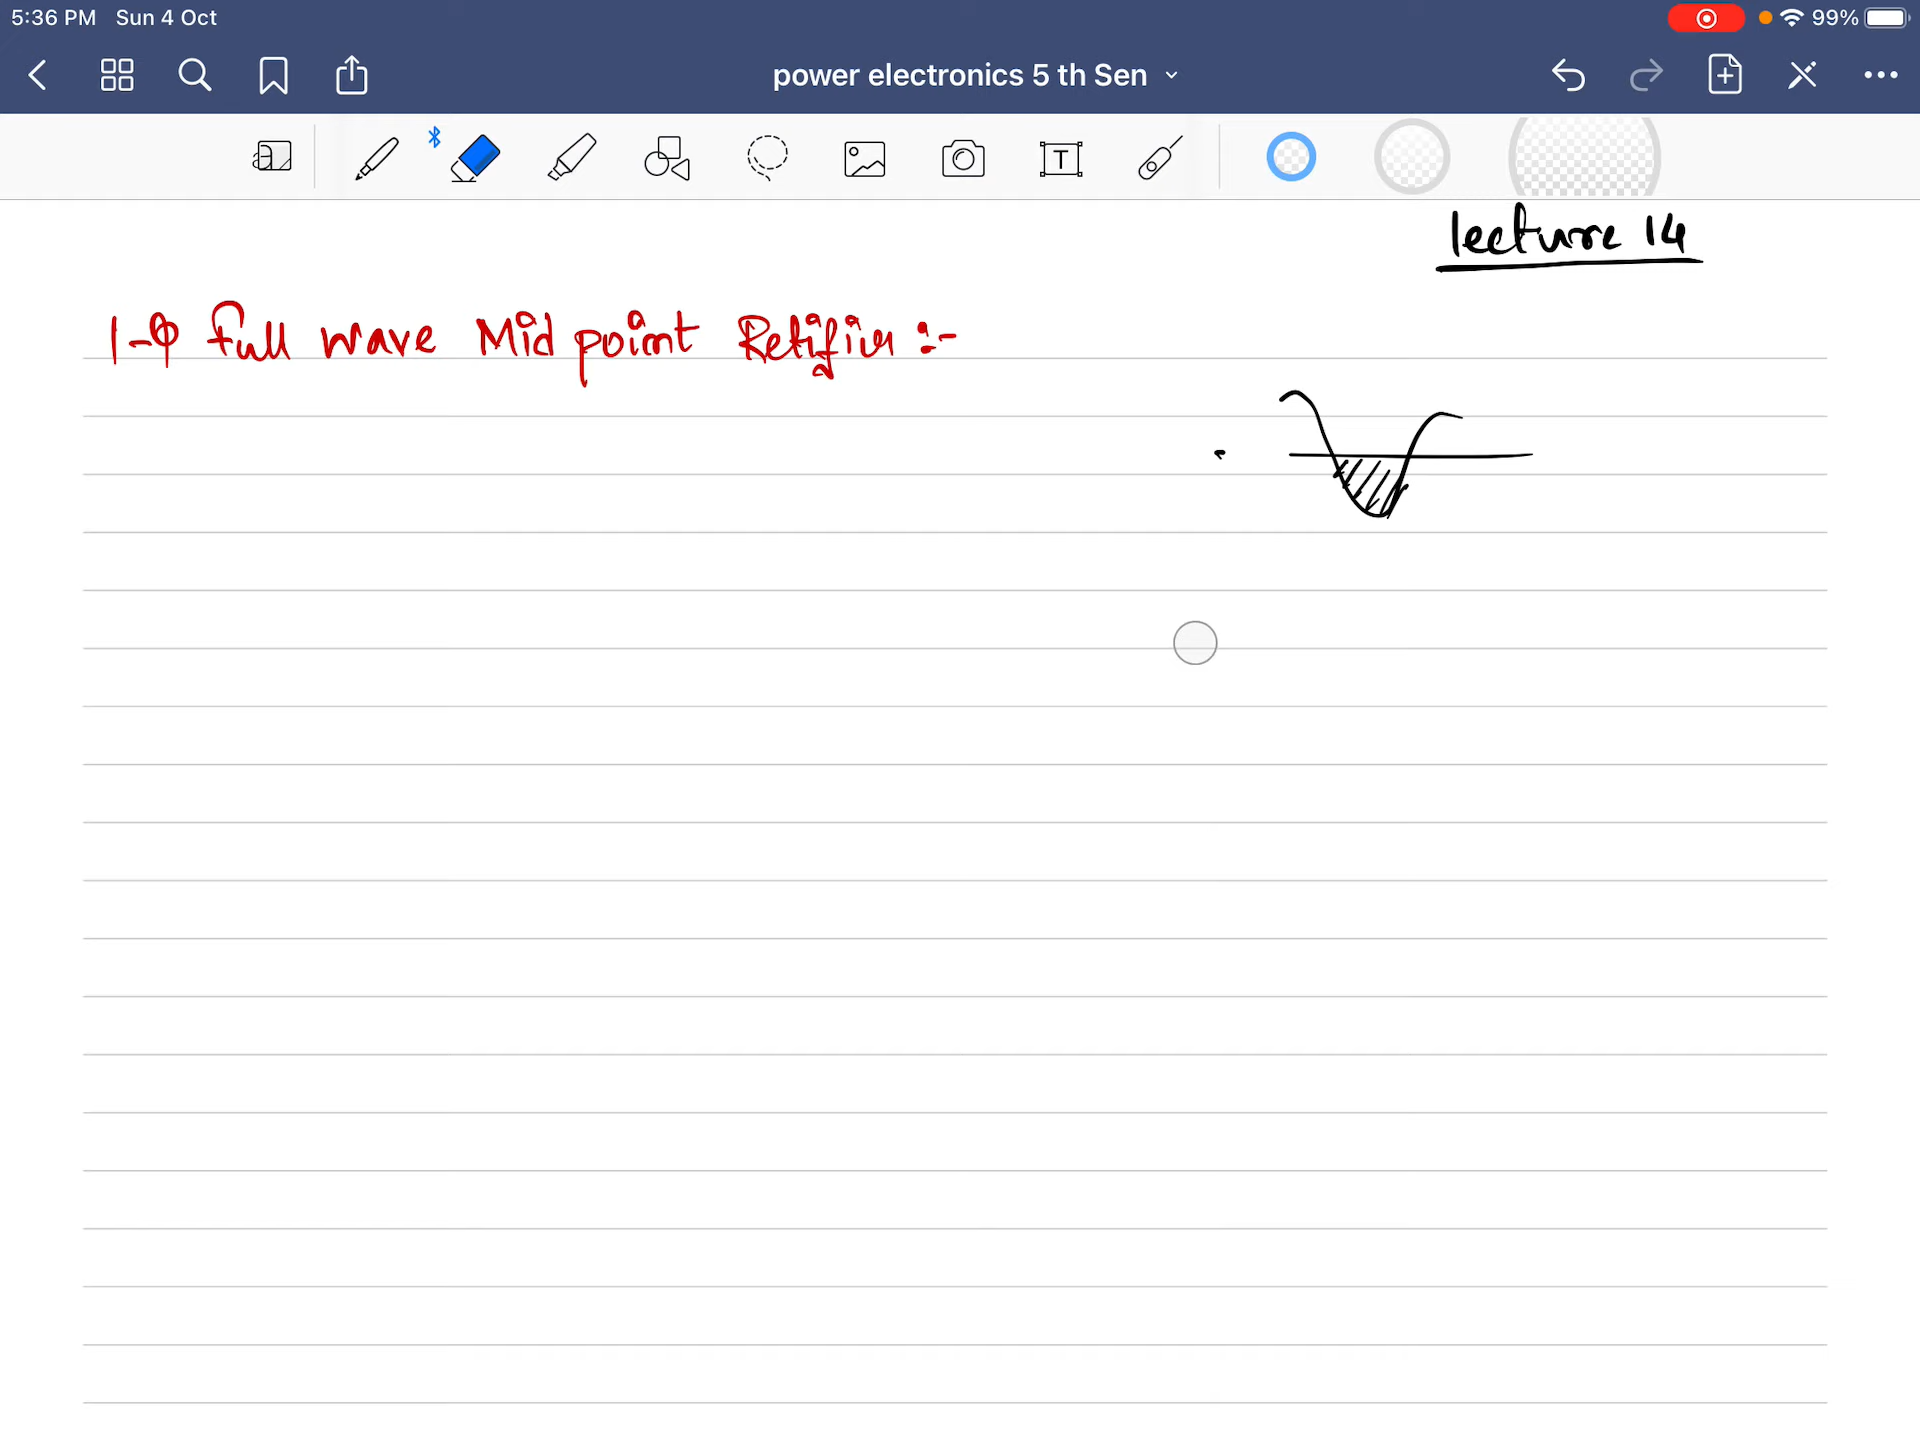 5:36 PM Sun 4 Oct 99%
power electronics 5 th Sen
T
lecture 14
1-Φ full wave Mid point Retifier :-